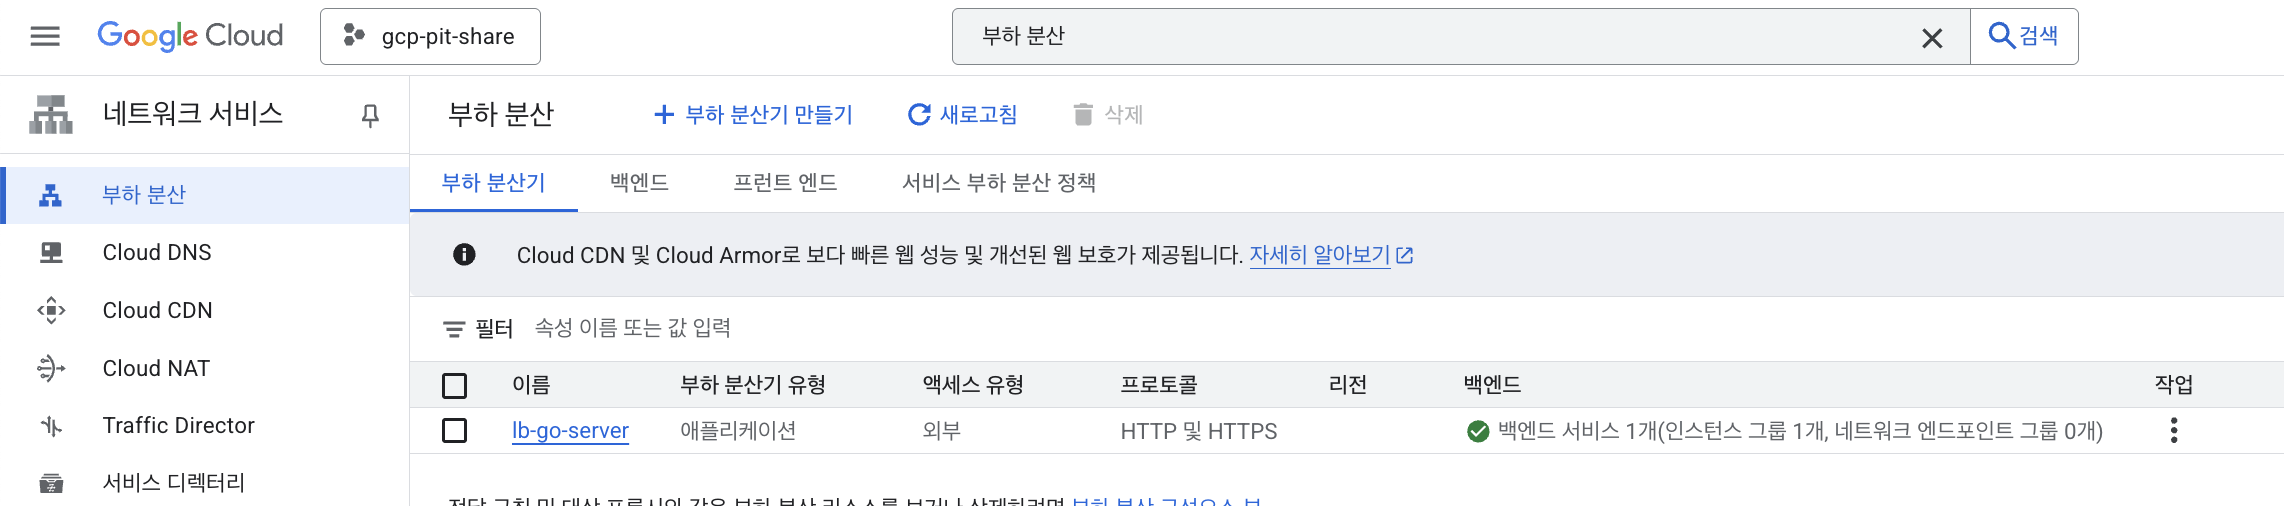 Google Cloud
gcp-pit-share
부하 분산
검색
네트워크 서비스
부하 분산
Cloud DNS
Cloud CDN
Cloud NAT
Traffic Director
서비스 디렉터리
부하 분산
부하 분산기 만들기
새로고침
삭제
부하 분산기
백엔드
프런트 엔드
서비스 부하 분산 정책
Cloud CDN 및 Cloud Armor로 보다 빠른 웹 성능 및 개선된 웹 보호가 제공됩니다. 자세히 알아보기
필터 속성 이름 또는 값 입력
이름 부하 분산기 유형 액세스 유형 프로토콜 리전 백엔드 작업
lb-go-server 애플리케이션 외부 HTTP 및 HTTPS 백엔드 서비스 1개(인스턴스 그룹 1개, 네트워크 엔드포인트 그룹 0개)